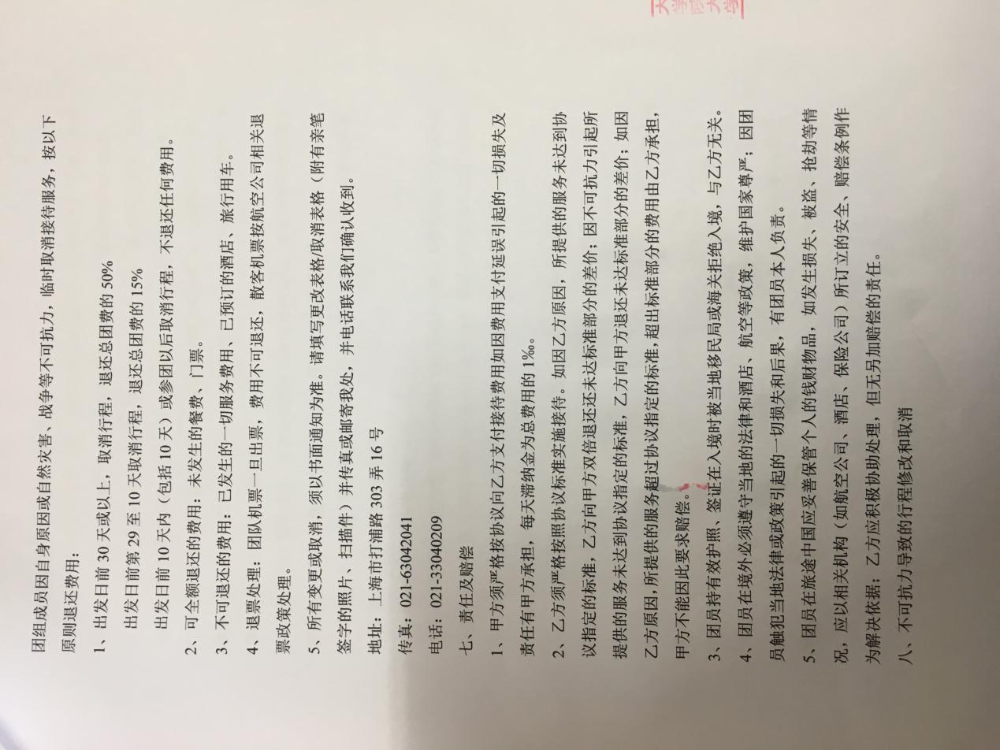 团组成员因自身原因或自然灾害、战争等不可抗力，临时取消接待服务，按以下
原则退还费用：
1、出发日前 30 天或以上，取消行程，退还总团费的 50%
出发日前第 29 至 10 天取消行程，退还总团费的 15%
出发日前 10 天内（包括 10 天）或参团以后取消行程，不退还任何费用。
2、可全额退还的费用：未发生的餐费、门票。
3、不可退还的费用：已发生的一切服务费用、已预订的酒店、旅行用车。
4、退票处理：团队机票一旦出票，费用不可退还，散客机票按航空公司相关退
票政策处理。
5、所有变更或取消，须以书面通知为准。请填写更改表格/取消表格（附有亲笔
签字的照片、扫描件）并传真或邮寄我处，并电话联系我们确认收到。
地址：上海市打浦路 303 弄 16 号
传真：021-63042041
电话：021-33040209
七、责任及赔偿
1、甲方须严格按协议向乙方支付接待费用如因费用支付延误引起的一切损失及
责任有甲方承担，每天滞纳金为总费用的 1‰。
2、乙方须严格按照协议标准实施接待。如因乙方原因，所提供的服务未达到协
议指定的标准，乙方向甲方双倍退还还未达标准部分的差价；因不可抗力引起所
提供的服务未达到协议指定的标准，乙方向甲方退还未达标准部分的差价；如因
乙方原因，所提供的服务超过协议指定的标准，超出标准部分的费用由乙方承担，
甲方不能因此要求赔偿。
3、团员持有效护照、签证在入境时被当地移民局或海关拒绝入境，与乙方无关。
4、团员在境外必须遵守当地的法律和酒店、航空等政策，维护国家尊严；因团
员触犯当地法律或政策引起的一切损失和后果，有团员本人负责。
5、团员在旅途中国应妥善保管个人的钱财物品，如发生损失、被盗、抢劫等情
况，应以相关机构（如航空公司、酒店、保险公司）所订立的安全、赔偿条例作
为解决依据；乙方应积极协助处理，但无另加赔偿的责任。
八、不可抗力导致的行程修改和取消